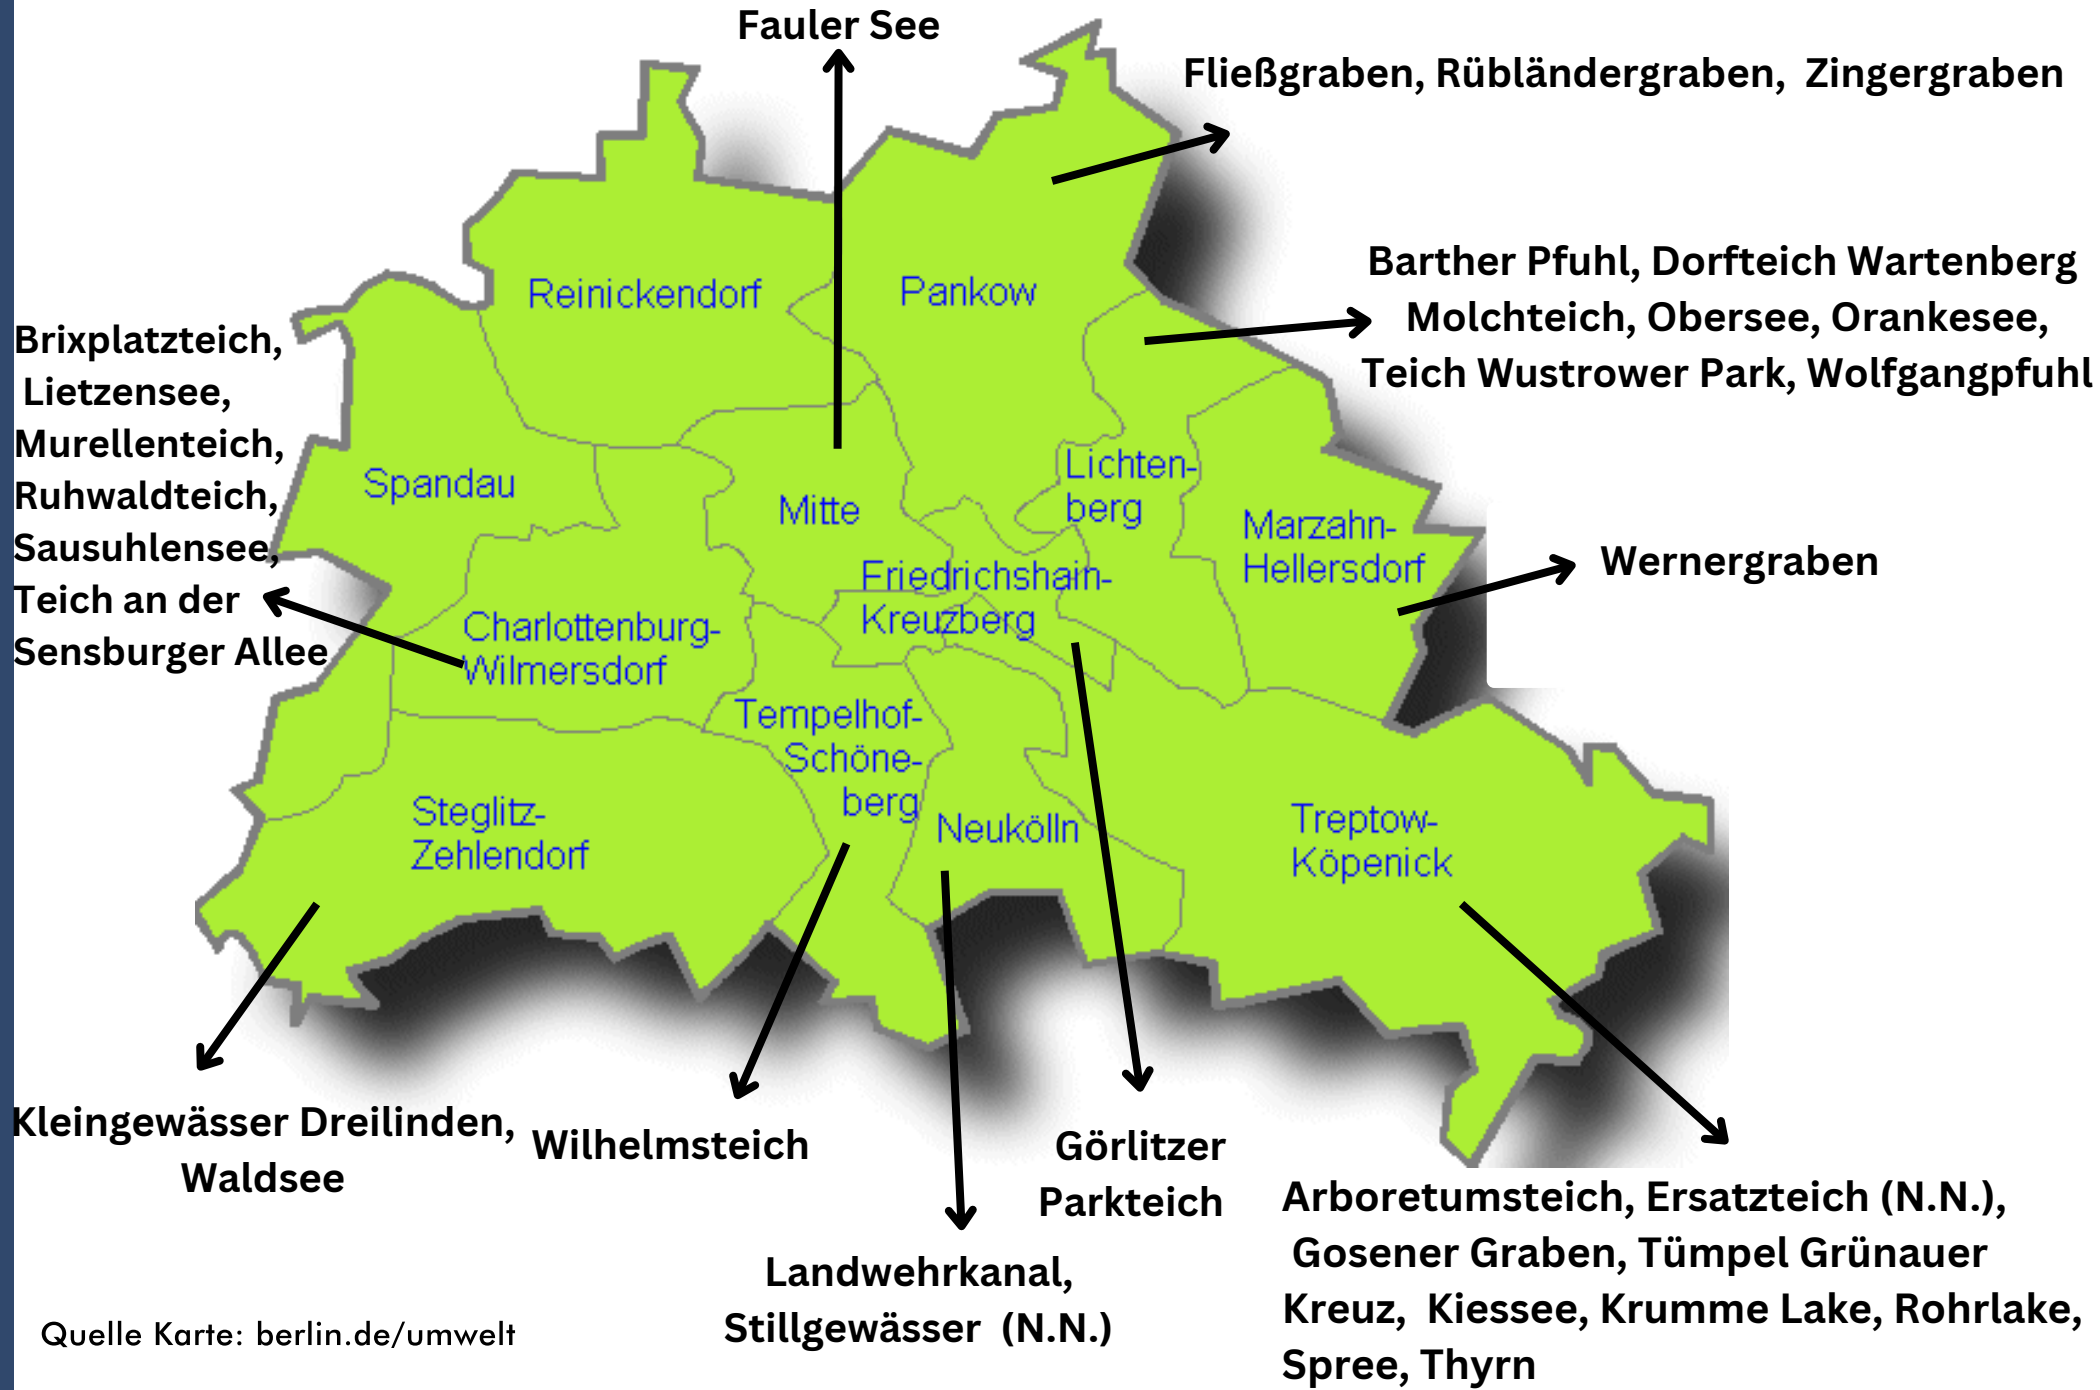 Fauler See
Fließgraben, Rübländergraben, Zingergraben
Barther Pfuhl, Dorfteich Wartenberg
Molchteich, Obersee, Orankesee,
Teich Wustrower Park, Wolfgangpfuhl
Reinickendorf
Pankow
Brixplatzteich,
Lietzensee,
Murellenteich,
Ruhwaldteich,
Sausuhlensee,
Teich an der
Sensburger Allee
Spandau
Mitte
Lichten-
berg
Marzahn-
Hellersdorf
Wernergraben
Friedrichshain-
Kreuzberg
Charlottenburg-
Wilmersdorf
Tempelhof-
Schöne-
berg
Steglitz-
Zehlendorf
Neukölln
Treptow-
Köpenick
Kleingewässer Dreilinden,
Waldsee
Wilhelmsteich
Görlitzer
Parkteich
Landwehrkanal,
Stillgewässer (N.N.)
Arboretumsteich, Ersatzteich (N.N.),
Gosener Graben, Tümpel Grünauer
Kreuz, Kiessee, Krumme Lake, Rohrlake,
Spree, Thyrn
Quelle Karte: berlin.de/umwelt